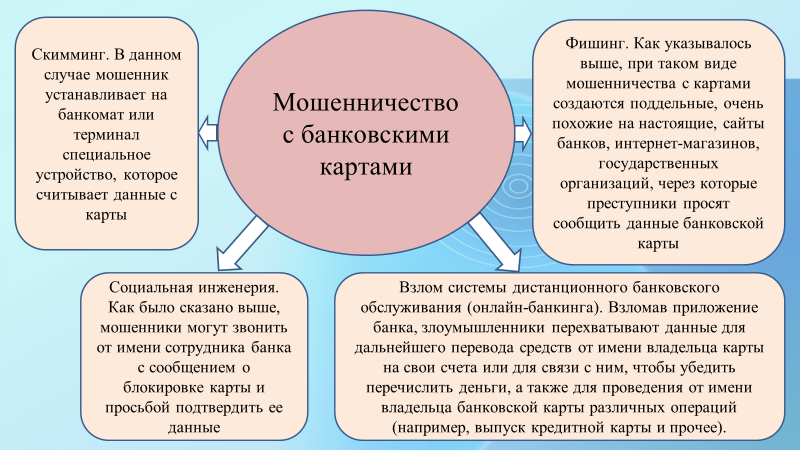 Мошенничество
с банковскими
картами
Скимминг. В данном
случае мошенник
устанавливает на
банкомат или
терминал
специальное
устройство, которое
считывает данные с
карты
Фишинг. Как указывалось
выше, при таком виде
мошенничества с картами
создаются поддельные, очень
похожие на настоящие, сайты
банков, интернет-магазинов,
государственных
организаций, через которые
преступники просят
сообщить данные банковской
карты
Социальная инженерия.
Как было сказано выше,
мошенники могут звонить
от имени сотрудника банка
с сообщением о
блокировке карты и
просьбой подтвердить ее
данные
Взлом системы дистанционного банковского
обслуживания (онлайн-банкинга). Взломав приложение
банка, злоумышленники перехватывают данные для
дальнейшего перевода средств от имени владельца карты
на свои счета или для связи с ним, чтобы убедить
перечислить деньги, а также для проведения от имени
владельца банковской карты различных операций
(например, выпуск кредитной карты и прочее).